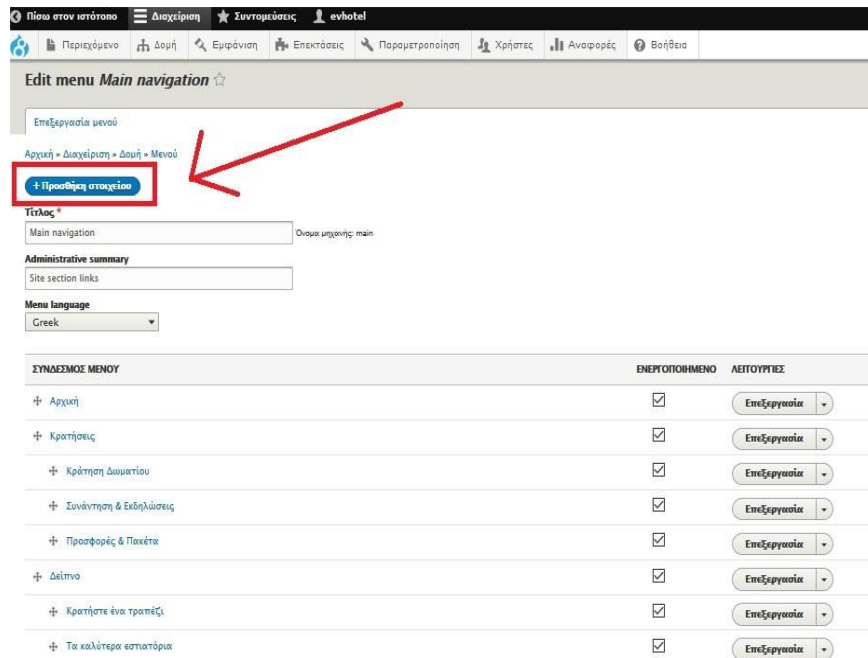 Πίσω στον ιστότοπο Διαχείριση Συντομεύσεις evhotel
Περιεχόμενο Δομή Εμφάνιση Επεκτάσεις Παραμετροποίηση Χρήστες Αναφορές Βοήθεια
Edit menu Main navigation
Επεξεργασία μενού
Αρχική » Διαχείριση » Δομή » Μενού
+ Προσθήκη στοιχείου
Τίτλος *
Main navigation Όνομα μηχανής: main
Administrative summary
Site section links
Menu language
Greek
ΣΥΝΔΕΣΜΟΣ ΜΕΝΟΥ ΕΝΕΡΓΟΠΟΙΗΜΕΝΟ ΛΕΙΤΟΥΡΓΙΕΣ
Αρχική Επεξεργασία
Κρατήσεις Επεξεργασία
Κράτηση Δωματίου Επεξεργασία
Συνάντηση & Εκδηλώσεις Επεξεργασία
Προσφορές & Πακέτα Επεξεργασία
Δείπνο Επεξεργασία
Κρατήστε ένα τραπέζι Επεξεργασία
Τα καλύτερα εστιατόρια Επεξεργασία